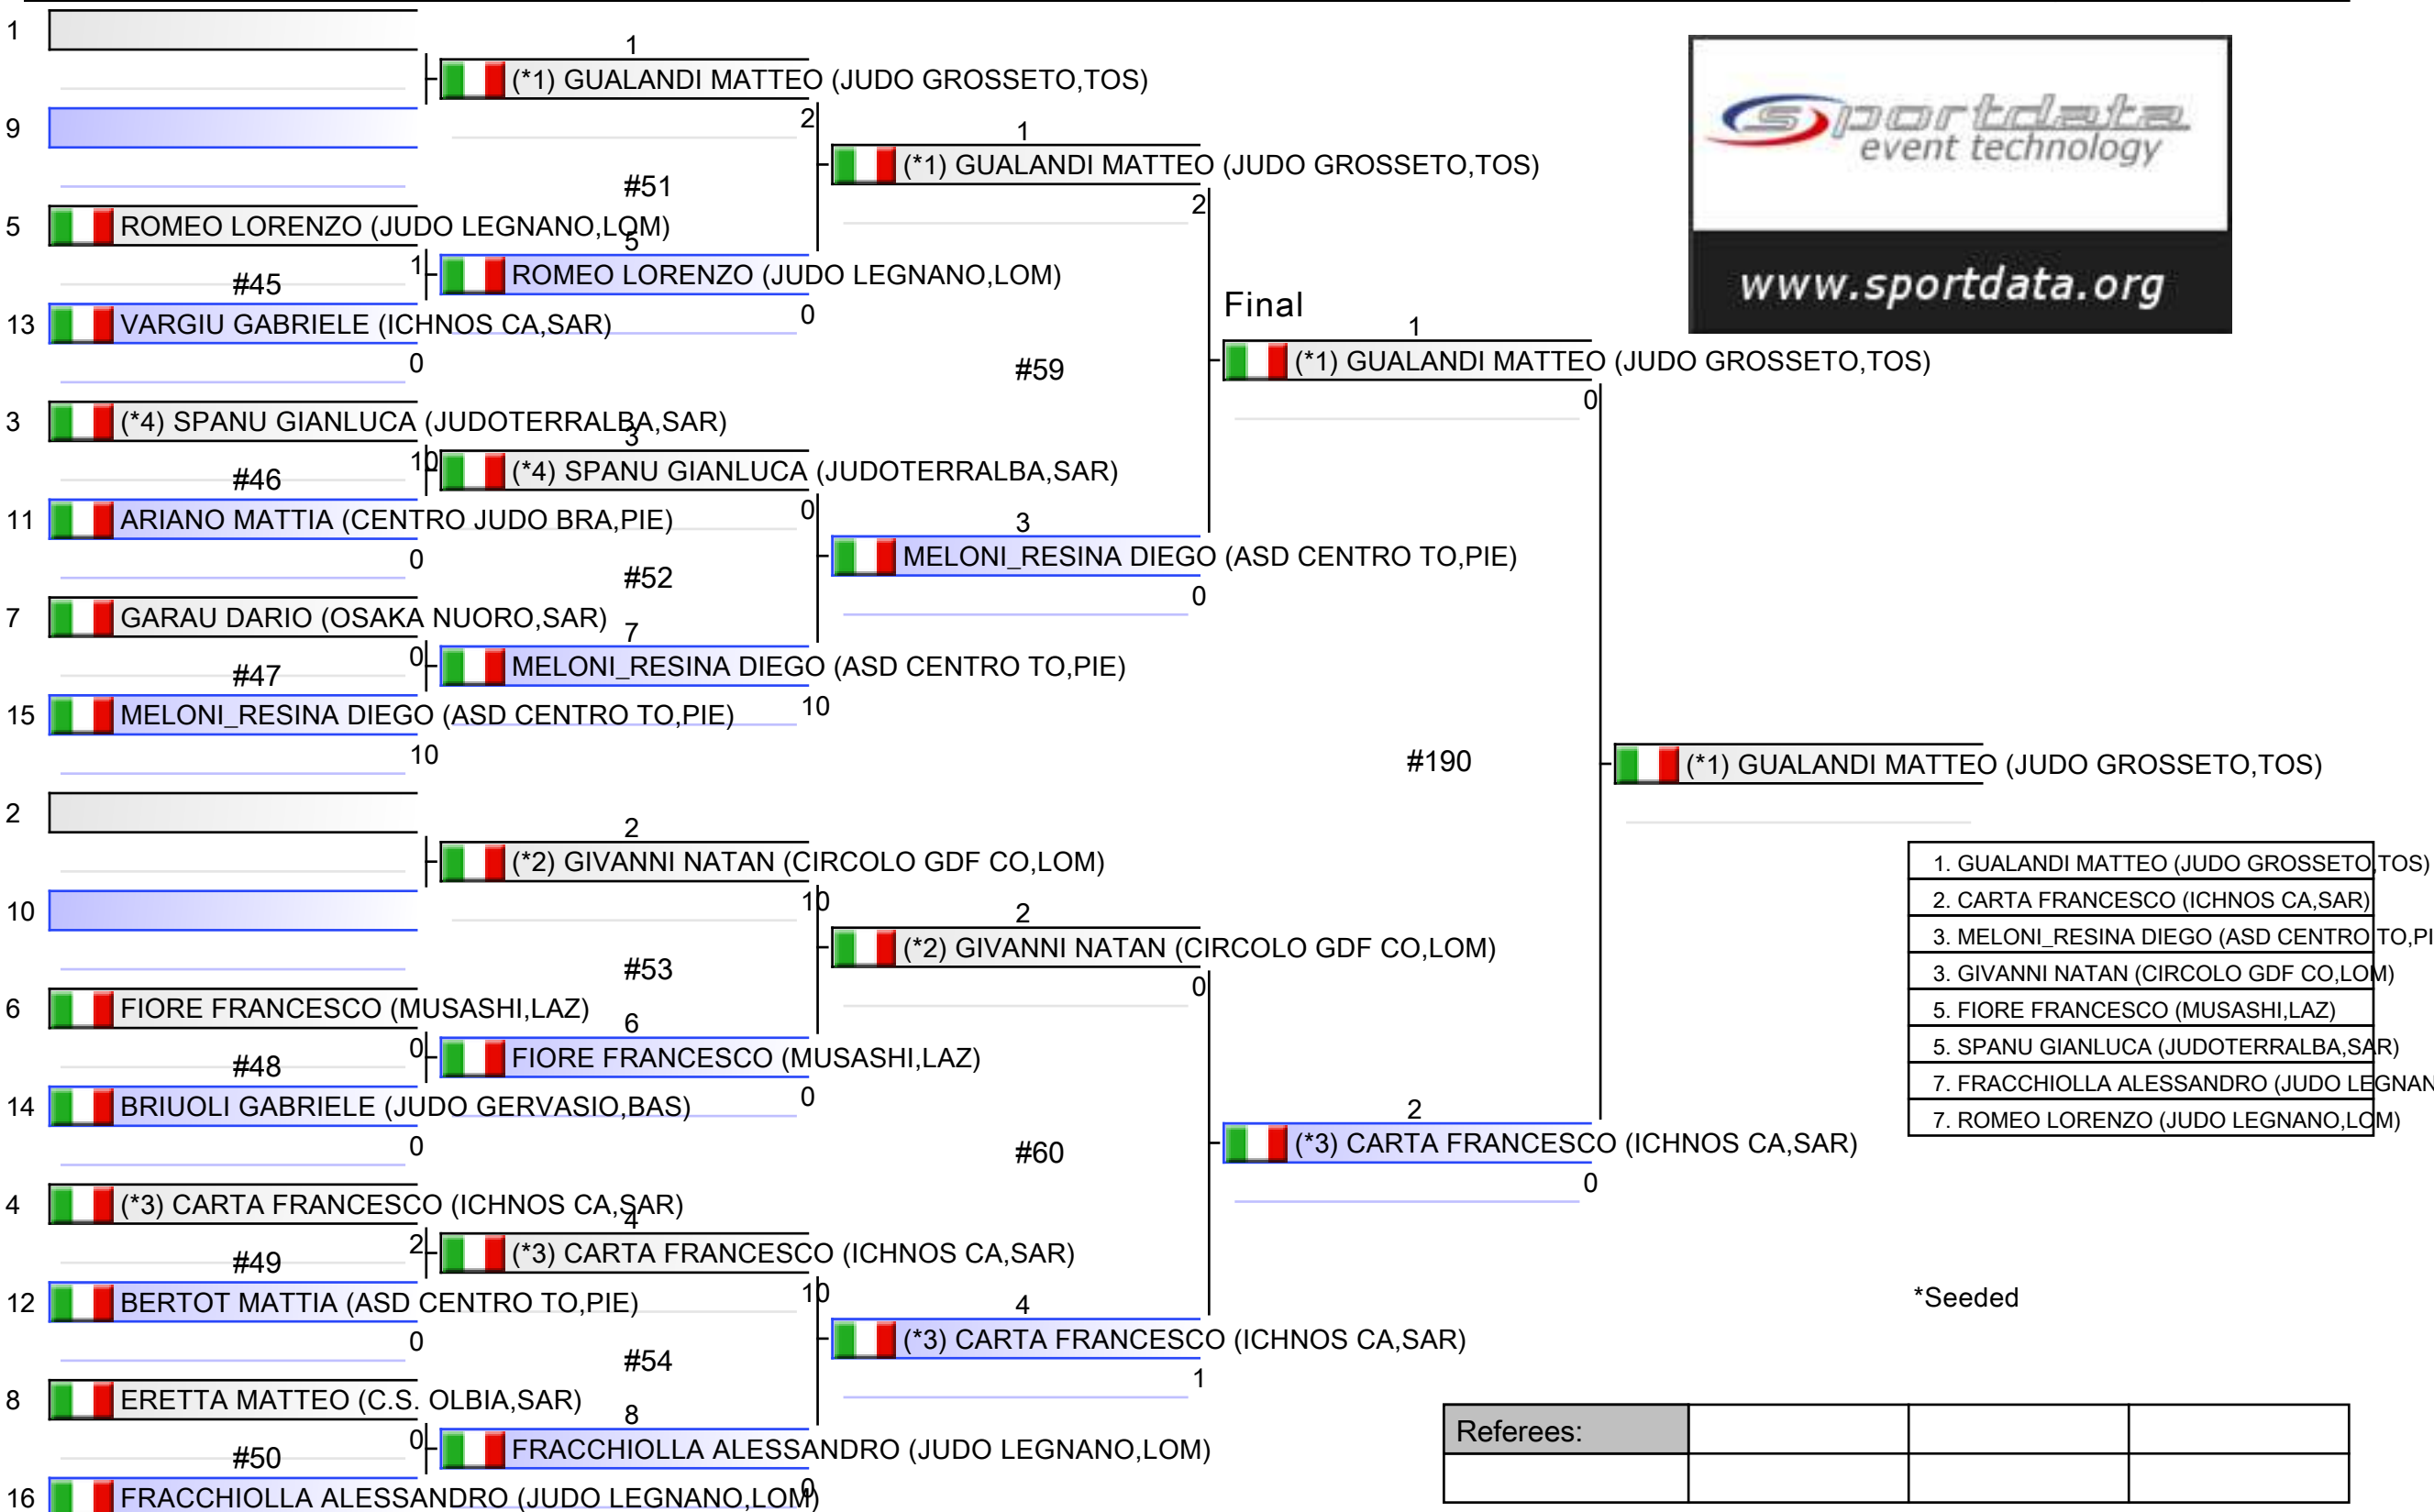 1
1
(*1) GUALANDI MATTEO (JUDO GROSSETO,TOS)
sportdata
event technology
www.sportdata.org
9
2
1
(*1) GUALANDI MATTEO (JUDO GROSSETO,TOS)
#51
2
5
ROMEO LORENZO (JUDO LEGNANO,LOM)
5
#45
1
ROMEO LORENZO (JUDO LEGNANO,LOM)
13
VARGIU GABRIELE (ICHNOS CA,SAR)
0
0
Final
1
(*1) GUALANDI MATTEO (JUDO GROSSETO,TOS)
#59
0
3
(*4) SPANU GIANLUCA (JUDOTERRALBA,SAR)
3
#46
10
(*4) SPANU GIANLUCA (JUDOTERRALBA,SAR)
11
ARIANO MATTIA (CENTRO JUDO BRA,PIE)
0
0
3
MELONI_RESINA DIEGO (ASD CENTRO TO,PIE)
#52
0
7
GARAU DARIO (OSAKA NUORO,SAR)
7
#47
0
MELONI_RESINA DIEGO (ASD CENTRO TO,PIE)
15
MELONI_RESINA DIEGO (ASD CENTRO TO,PIE)
10
10
#190
(*1) GUALANDI MATTEO (JUDO GROSSETO,TOS)
2
2
(*2) GIVANNI NATAN (CIRCOLO GDF CO,LOM)
10
10
2
(*2) GIVANNI NATAN (CIRCOLO GDF CO,LOM)
#53
0
6
FIORE FRANCESCO (MUSASHI,LAZ)
6
#48
0
FIORE FRANCESCO (MUSASHI,LAZ)
14
BRIUOLI GABRIELE (JUDO GERVASIO,BAS)
0
0
1. GUALANDI MATTEO (JUDO GROSSETO,TOS)
2. CARTA FRANCESCO (ICHNOS CA,SAR)
3. MELONI_RESINA DIEGO (ASD CENTRO TO,PI
3. GIVANNI NATAN (CIRCOLO GDF CO,LOM)
5. FIORE FRANCESCO (MUSASHI,LAZ)
5. SPANU GIANLUCA (JUDOTERRALBA,SAR)
7. FRACCHIOLLA ALESSANDRO (JUDO LEGNAN
7. ROMEO LORENZO (JUDO LEGNANO,LOM)
#60
2
(*3) CARTA FRANCESCO (ICHNOS CA,SAR)
0
4
(*3) CARTA FRANCESCO (ICHNOS CA,SAR)
4
#49
2
(*3) CARTA FRANCESCO (ICHNOS CA,SAR)
12
BERTOT MATTIA (ASD CENTRO TO,PIE)
0
10
4
(*3) CARTA FRANCESCO (ICHNOS CA,SAR)
#54
1
*Seeded
8
ERETTA MATTEO (C.S. OLBIA,SAR)
8
#50
0
FRACCHIOLLA ALESSANDRO (JUDO LEGNANO,LOM)
16
FRACCHIOLLA ALESSANDRO (JUDO LEGNANO,LOM)
0
Referees: